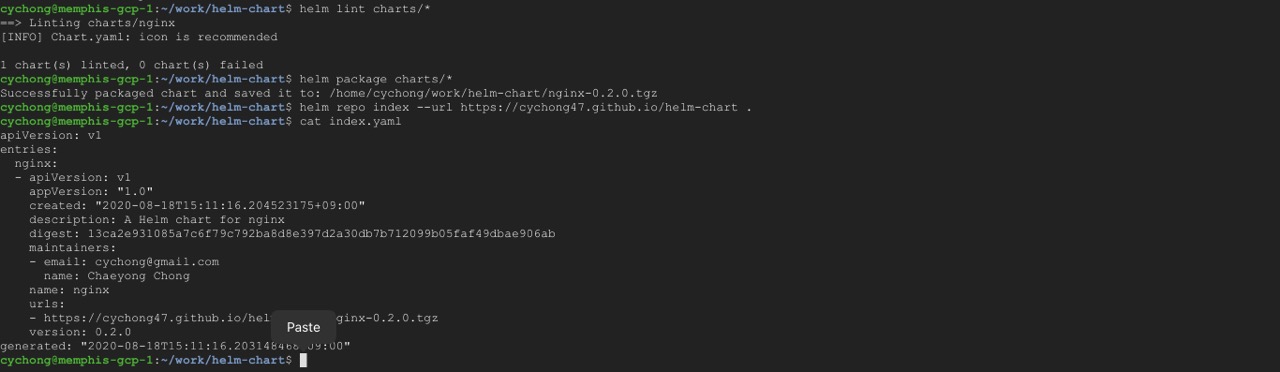 cychong@memphis-gcp-1:~/work/helm-chart$ helm lint charts/*
==> Linting charts/nginx
[INFO] Chart.yaml: icon is recommended
1 chart(s) linted, 0 chart(s) failed
cychong@memphis-gcp-1:~/work/helm-chart$ helm package charts/*
Successfully packaged chart and saved it to: /home/cychong/work/helm-chart/nginx-0.2.0.tgz
cychong@memphis-gcp-1:~/work/helm-chart$ helm repo index --url https://cychong47.github.io/helm-chart .
cychong@memphis-gcp-1:~/work/helm-chart$ cat index.yaml
apiVersion: v1
entries:
  nginx:
  - apiVersion: v1
    appVersion: "1.0"
    created: "2020-08-18T15:11:16.204523175+09:00"
    description: A Helm chart for nginx
    digest: 13ca2e931085a7c6f79c792ba8d8e397d2a30db7b712099b05faf49dbae906ab
    maintainers:
    - email: cychong@gmail.com
      name: Chaeyong Chong
    name: nginx
    urls:
    - https://cychong47.github.io/hel ginx-0.2.0.tgz
Paste
    version: 0.2.0
generated: "2020-08-18T15:11:16.203148468 09:00"
cychong@memphis-gcp-1:~/work/helm-chart$